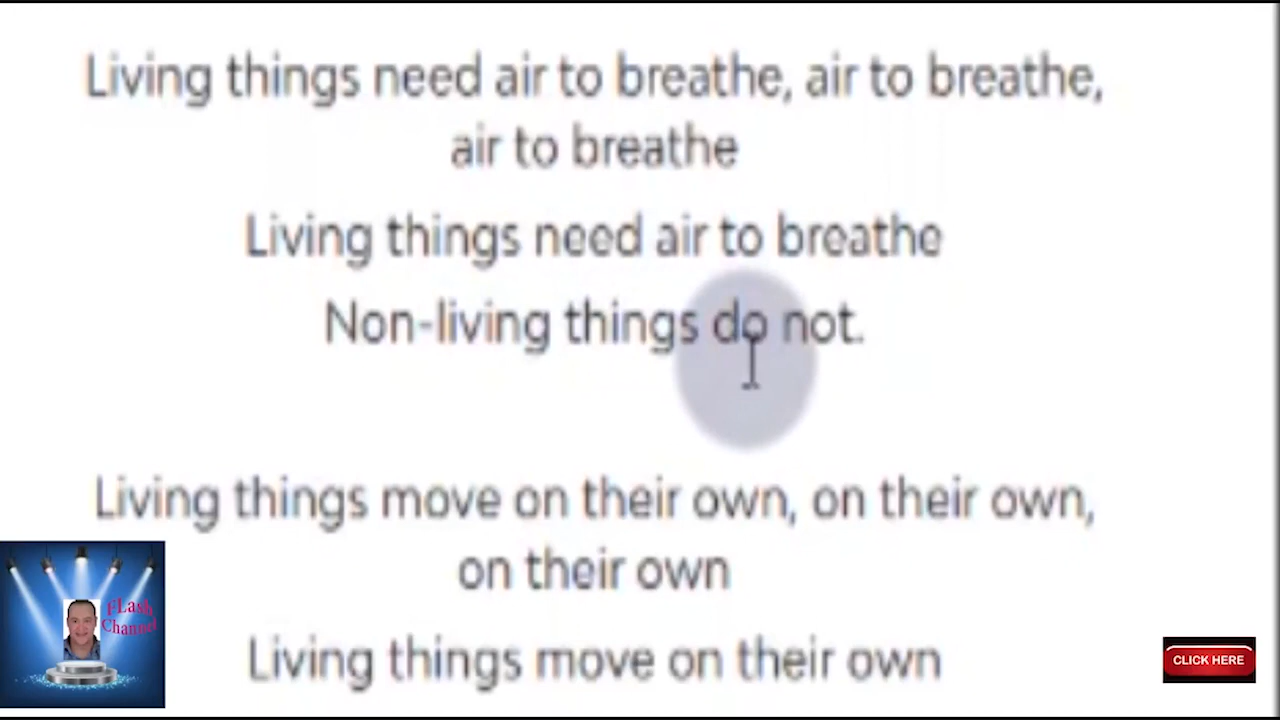 Living things need air to breathe, air to breathe,
air to breathe
Living things need air to breathe
Non-living things do not.
Living things move on their own, on their own,
on their own
Living things move on their own
fLash
Channel
CLICK HERE